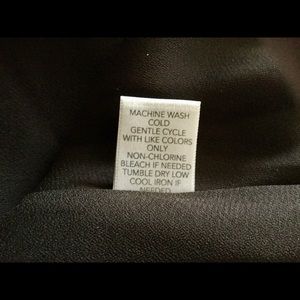 MACHINE WASH
COLD
GENTLE CYCLE
WITH LIKE COLORS
ONLY
NON-CHLORINE
BLEACH IF NEEDED
TUMBLE DRY LOW
COOL IRON IF
NEEDED